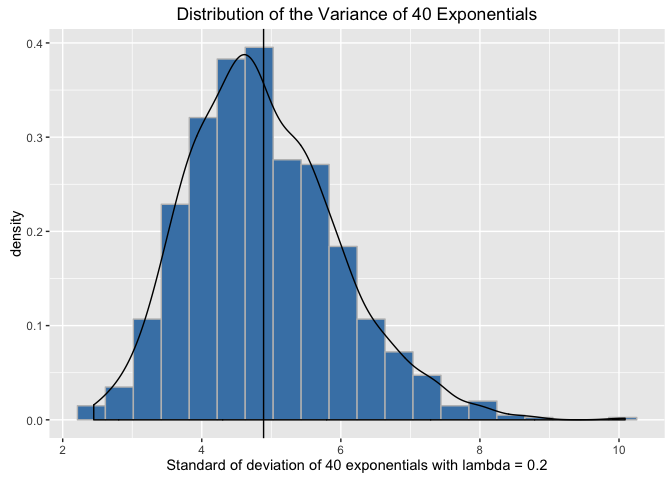 Distribution of the Variance of 40 Exponentials
density
0.4
0.3
0.2
0.1
0.0
2 4 6 8 10
Standard of deviation of 40 exponentials with lambda = 0.2